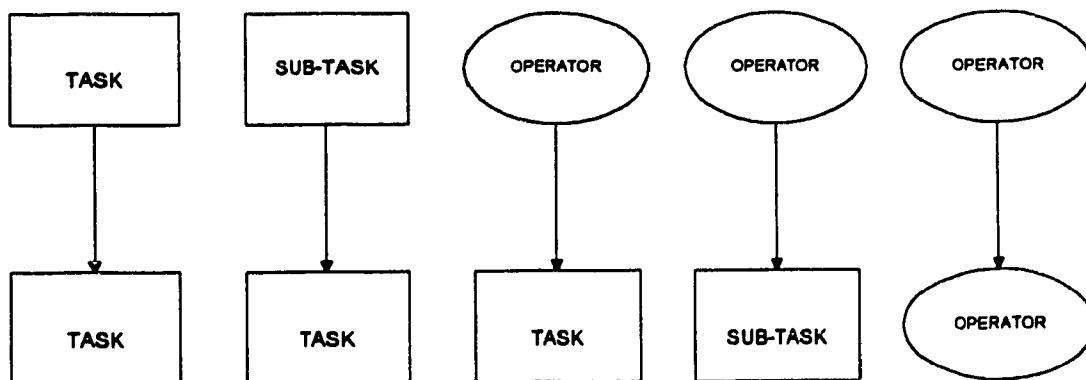 TASK
SUB-TASK
OPERATOR
OPERATOR
OPERATOR
TASK
TASK
TASK
SUB-TASK
OPERATOR